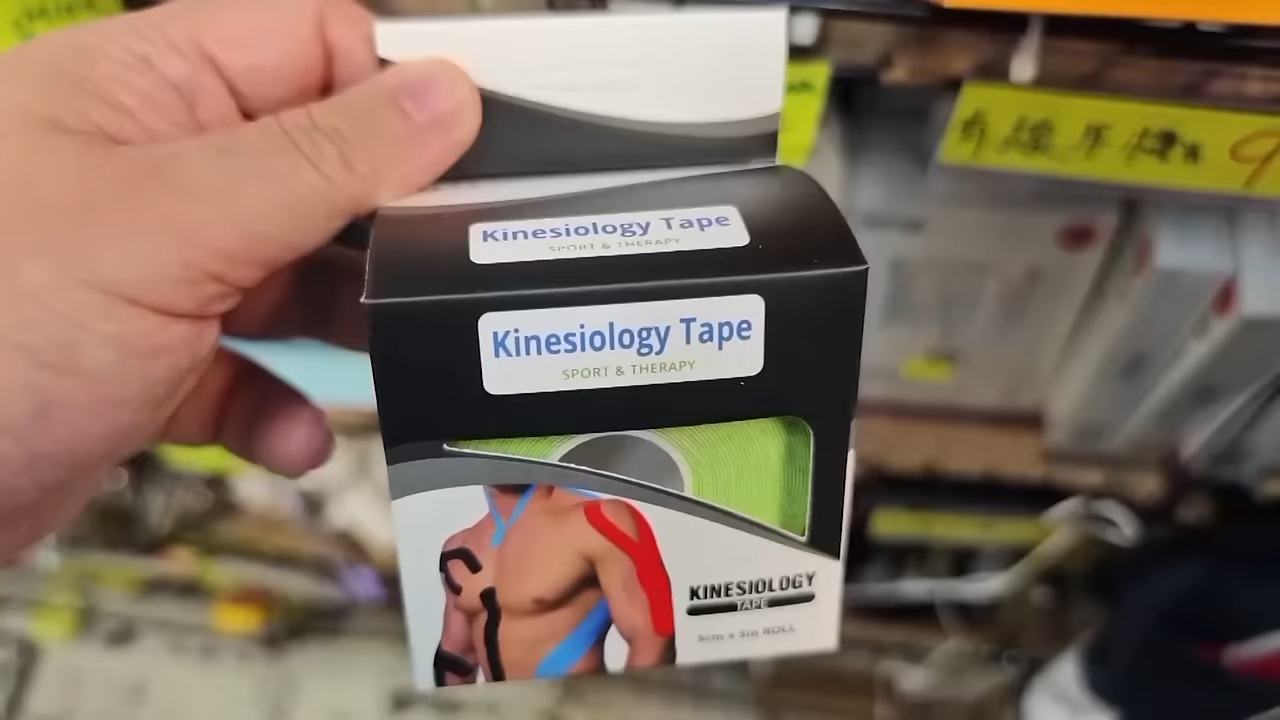 Kinesiology Tape
SPORT & THERAPY
Kinesiology Tape
SPORT & THERAPY
KINESIOLOGY
TAPE
5cm x 5m ROLL